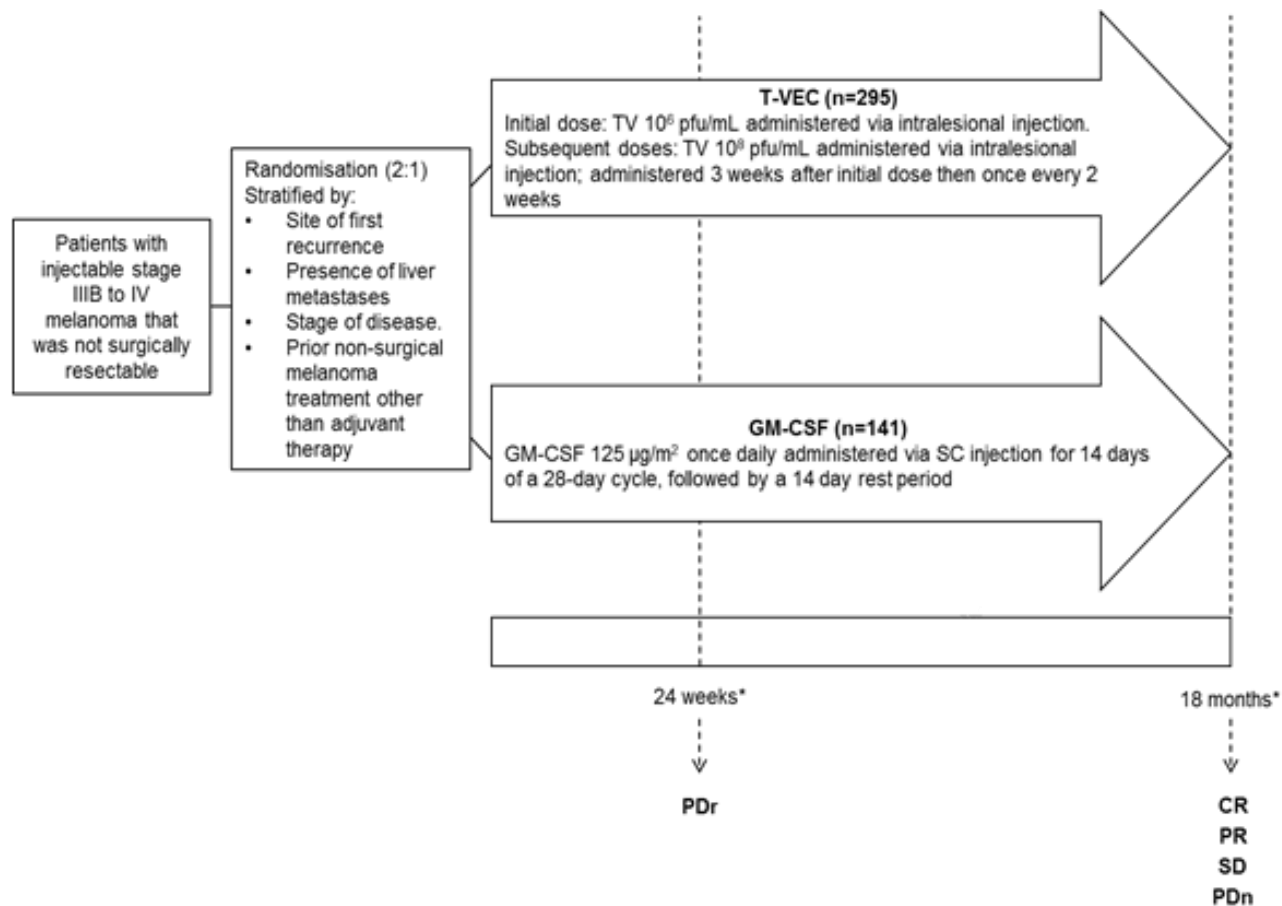 Patients with
injectable stage
IIIB to IV
melanoma that
was not surgically
resectable
Randomisation (2:1)
Stratified by:
• Site of first
recurrence
• Presence of liver
metastases
• Stage of disease.
• Prior non-surgical
melanoma
treatment other
than adjuvant
therapy
T-VEC (n=295)
Initial dose: TV 10⁶ pfu/mL administered via intralesional injection.
Subsequent doses: TV 10⁸ pfu/mL administered via intralesional
injection; administered 3 weeks after initial dose then once every 2
weeks
GM-CSF (n=141)
GM-CSF 125 µg/m² once daily administered via SC injection for 14 days
of a 28-day cycle, followed by a 14 day rest period
24 weeks*
18 months*
PDr
CR
PR
SD
PDn